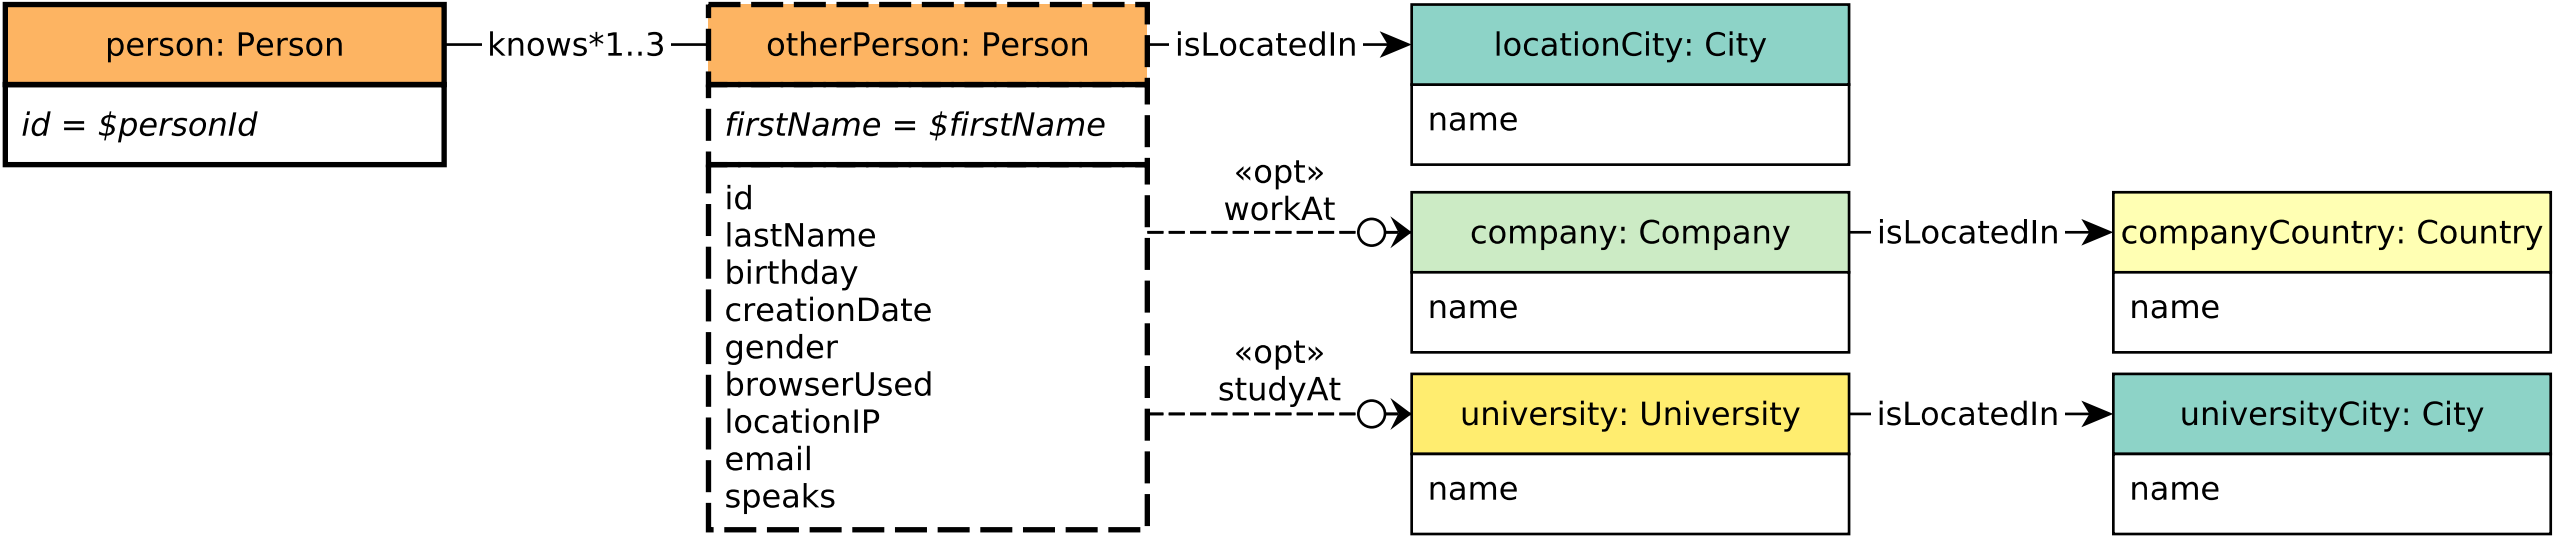 person: Person
id = $personId
knows*1..3
otherPerson: Person
firstName = $firstName
id
lastName
birthday
creationDate
gender
browserUsed
locationIP
email
speaks
isLocatedIn
locationCity: City
name
«opt»
workAt
company: Company
name
isLocatedIn
companyCountry: Country
name
«opt»
studyAt
university: University
name
isLocatedIn
universityCity: City
name